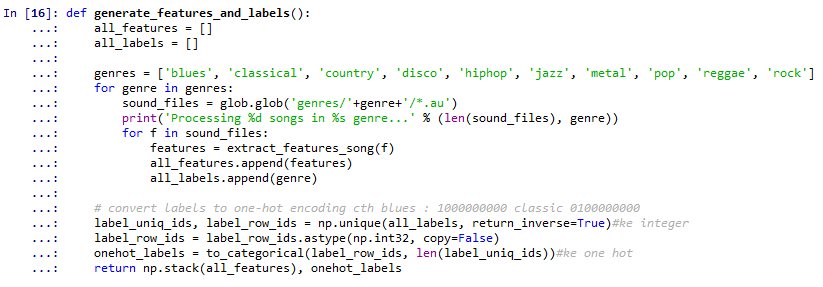 In [16]: def generate_features_and_labels():
    ...:     all_features = []
    ...:     all_labels = []
    ...:
    ...:     genres = ['blues', 'classical', 'country', 'disco', 'hiphop', 'jazz', 'metal', 'pop', 'reggae', 'rock']
    ...:     for genre in genres:
    ...:         sound_files = glob.glob('genres/'+genre+'/*.au')
    ...:         print('Processing %d songs in %s genre...' % (len(sound_files), genre))
    ...:         for f in sound_files:
    ...:             features = extract_features_song(f)
    ...:             all_features.append(features)
    ...:             all_labels.append(genre)
    ...:
    ...:     # convert labels to one-hot encoding cth blues : 1000000000 classic 0100000000
    ...:     label_uniq_ids, label_row_ids = np.unique(all_labels, return_inverse=True)#ke integer
    ...:     label_row_ids = label_row_ids.astype(np.int32, copy=False)
    ...:     onehot_labels = to_categorical(label_row_ids, len(label_uniq_ids))#ke one hot
    ...:     return np.stack(all_features), onehot_labels